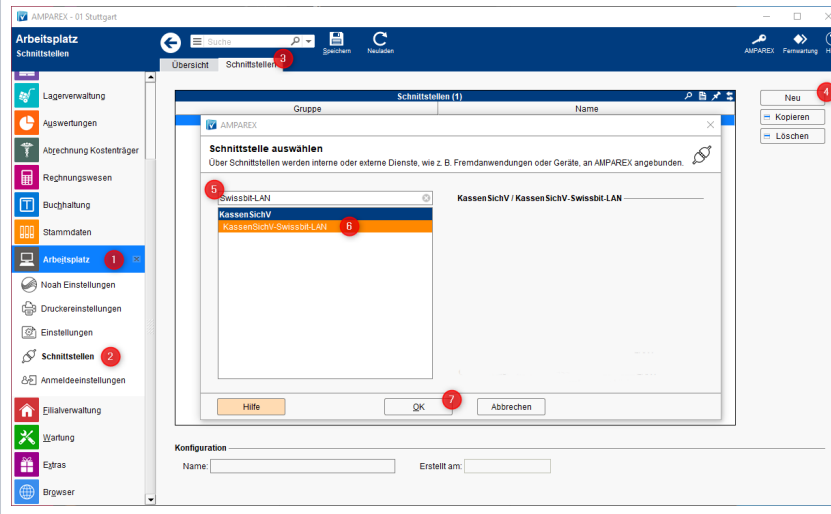 AMPAREX - 01 Stuttgart
Arbeitsplatz
Schnittstellen
Suche
Speichern
Neuladen
AMPAREX
Fernwartung
Übersicht
Schnittstellen
3
Lagerverwaltung
Auswertungen
Abrechnung Kostenträger
Rechnungswesen
Buchhaltung
Stammdaten
Arbeitsplatz
1
Noah Einstellungen
Druckereinstellungen
Einstellungen
Schnittstellen
2
Anmeldeeinstellungen
Filialverwaltung
Wartung
Extras
Browser
Schnittstellen (1)
Gruppe
Name
Neu
4
Kopieren
Löschen
AMPAREX
Schnittstelle auswählen
Über Schnittstellen werden interne oder externe Dienste, wie z. B. Fremdanwendungen oder Geräte, an AMPAREX angebunden.
5
Swissbit-LAN
KassenSichV
KassenSichV-Swissbit-LAN
6
KassenSichV / KassenSichV-Swissbit-LAN
Hilfe
OK
7
Abbrechen
Konfiguration
Name:
Erstellt am: